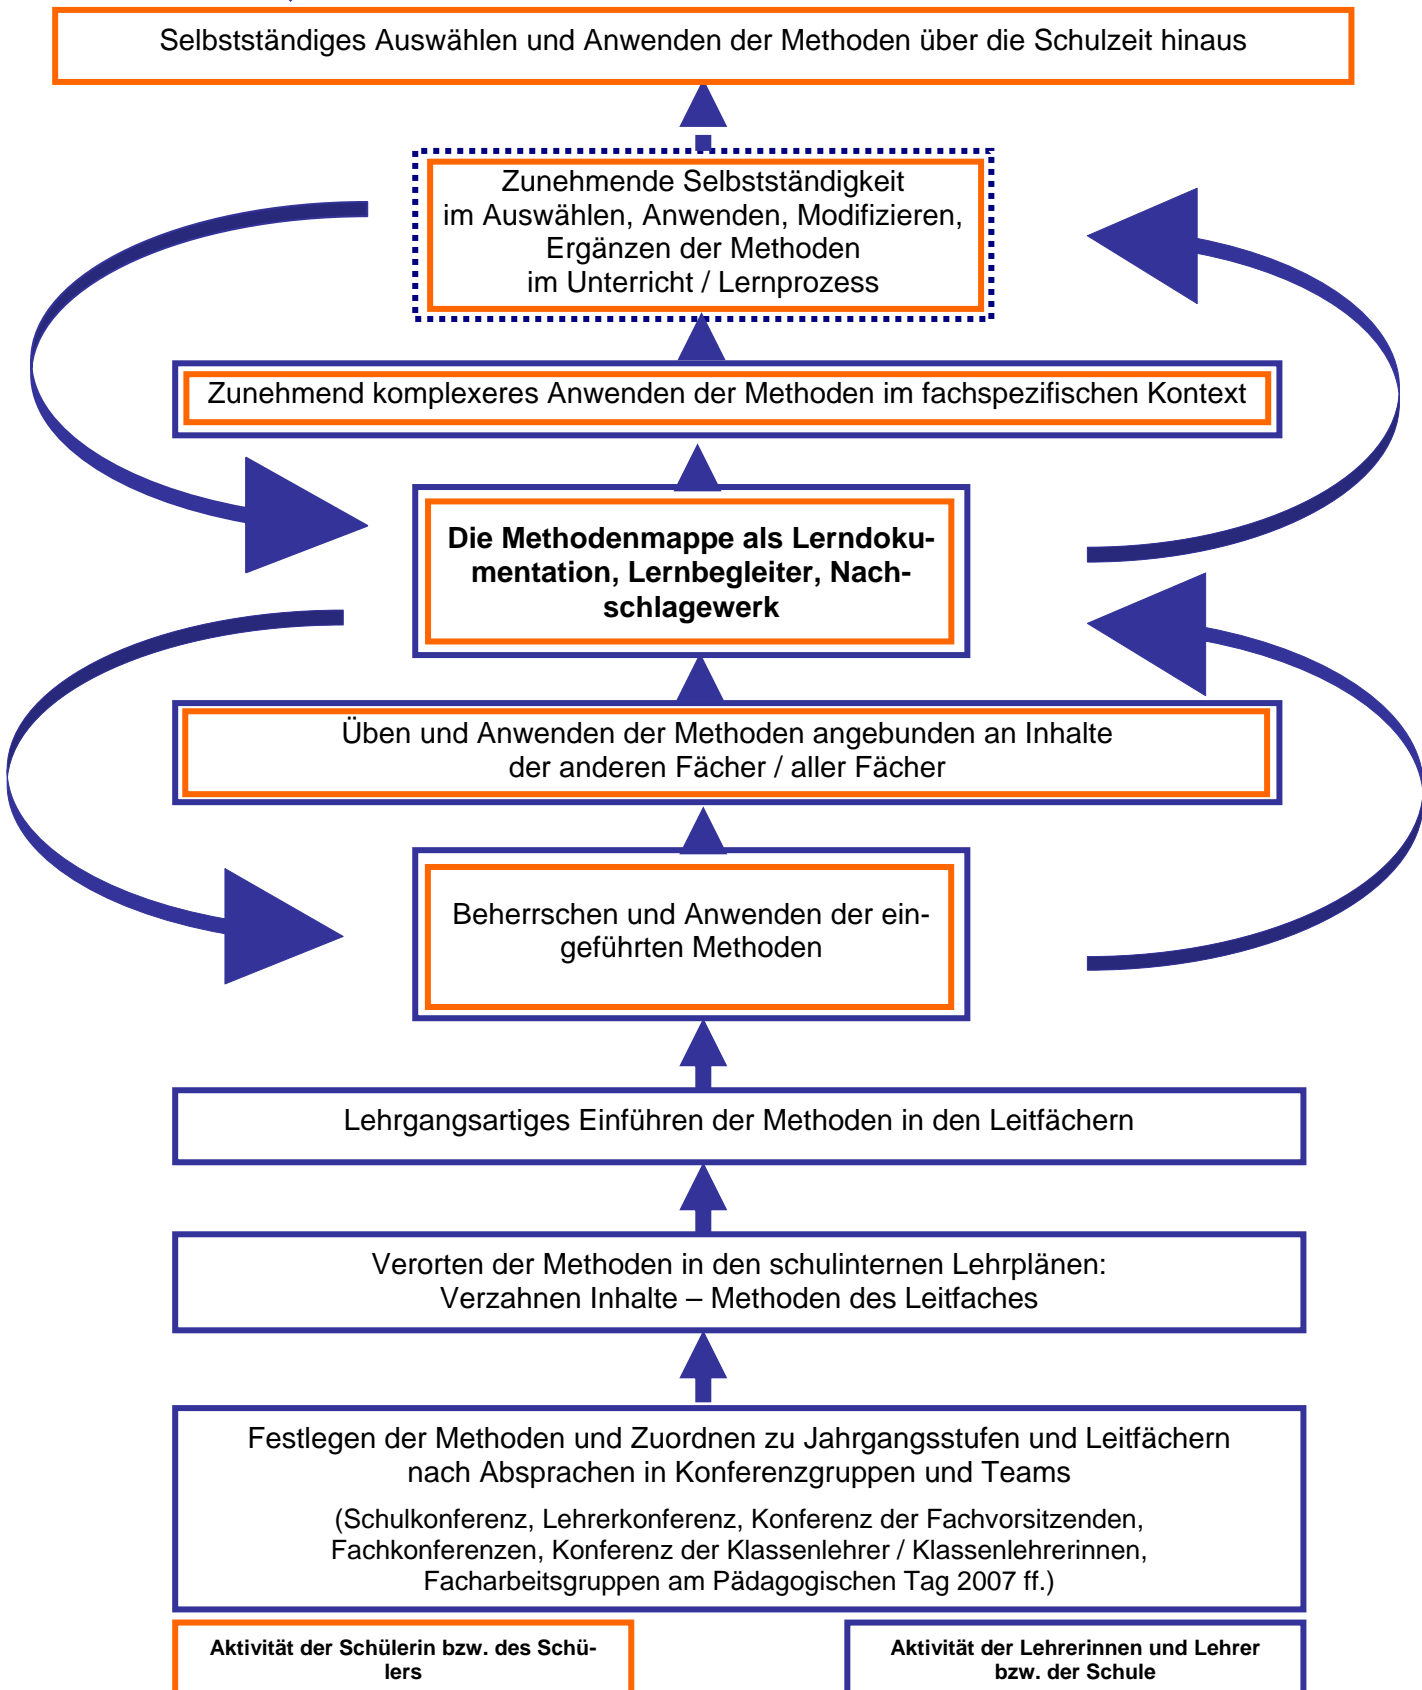 Selbstständiges Auswählen und Anwenden der Methoden über die Schulzeit hinaus
Zunehmende Selbstständigkeit
im Auswählen, Anwenden, Modifizieren,
Ergänzen der Methoden
im Unterricht / Lernprozess
Zunehmend komplexeres Anwenden der Methoden im fachspezifischen Kontext
Die Methodenmappe als Lerndoku-
mentation, Lernbegleiter, Nach-
schlagewerk
Üben und Anwenden der Methoden angebunden an Inhalte
der anderen Fächer / aller Fächer
Beherrschen und Anwenden der ein-
geführten Methoden
Lehrgangsartiges Einführen der Methoden in den Leitfächern
Verorten der Methoden in den schulinternen Lehrplänen:
Verzahnen Inhalte – Methoden des Leitfaches
Festlegen der Methoden und Zuordnen zu Jahrgangsstufen und Leitfächern
nach Absprachen in Konferenzgruppen und Teams
(Schulkonferenz, Lehrerkonferenz, Konferenz der Fachvorsitzenden,
Fachkonferenzen, Konferenz der Klassenlehrer / Klassenlehrerinnen,
Facharbeitsgruppen am Pädagogischen Tag 2007 ff.)
Aktivität der Schülerin bzw. des Schü-
lers
Aktivität der Lehrerinnen und Lehrer
bzw. der Schule